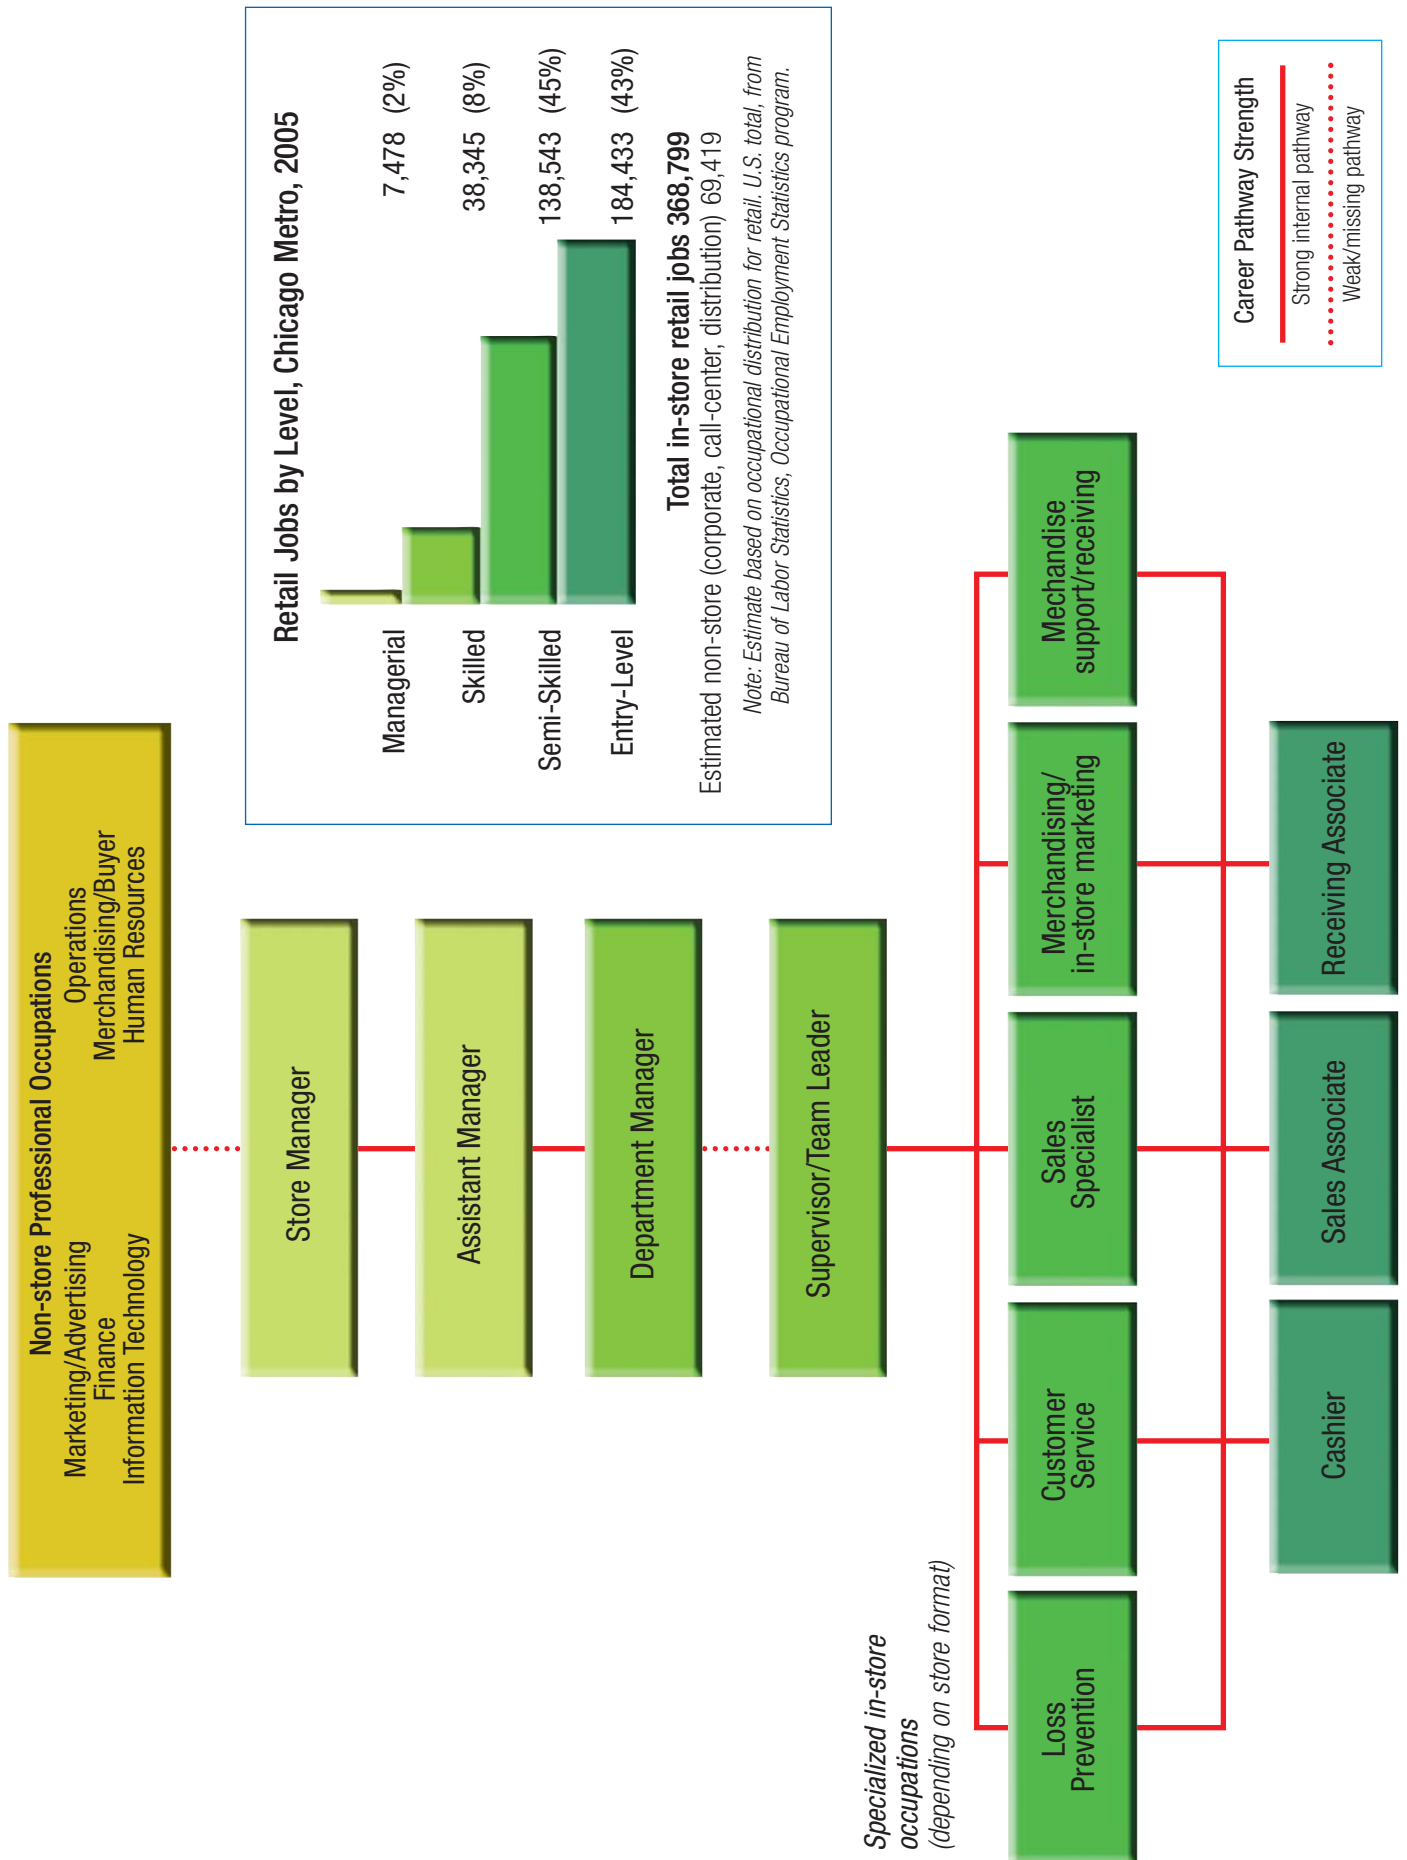 Non-store Professional Occupations
Marketing/Advertising
Finance
Information Technology
Operations
Merchandising/Buyer
Human Resources
Store Manager
Assistant Manager
Department Manager
Supervisor/Team Leader
Retail Jobs by Level, Chicago Metro, 2005
Managerial 7,478 (2%)
Skilled 38,345 (8%)
Semi-Skilled 138,543 (45%)
Entry-Level 184,433 (43%)
Total in-store retail jobs 368,799
Estimated non-store (corporate, call-center, distribution) 69,419
Note: Estimate based on occupational distribution for retail. U.S. total, from
Bureau of Labor Statistics, Occupational Employment Statistics program.
Specialized in-store
occupations
(depending on store format)
Loss
Prevention
Customer
Service
Sales
Specialist
Merchandising/
in-store marketing
Mechandise
support/receiving
Cashier
Sales Associate
Receiving Associate
Career Pathway Strength
Strong internal pathway
Weak/missing pathway